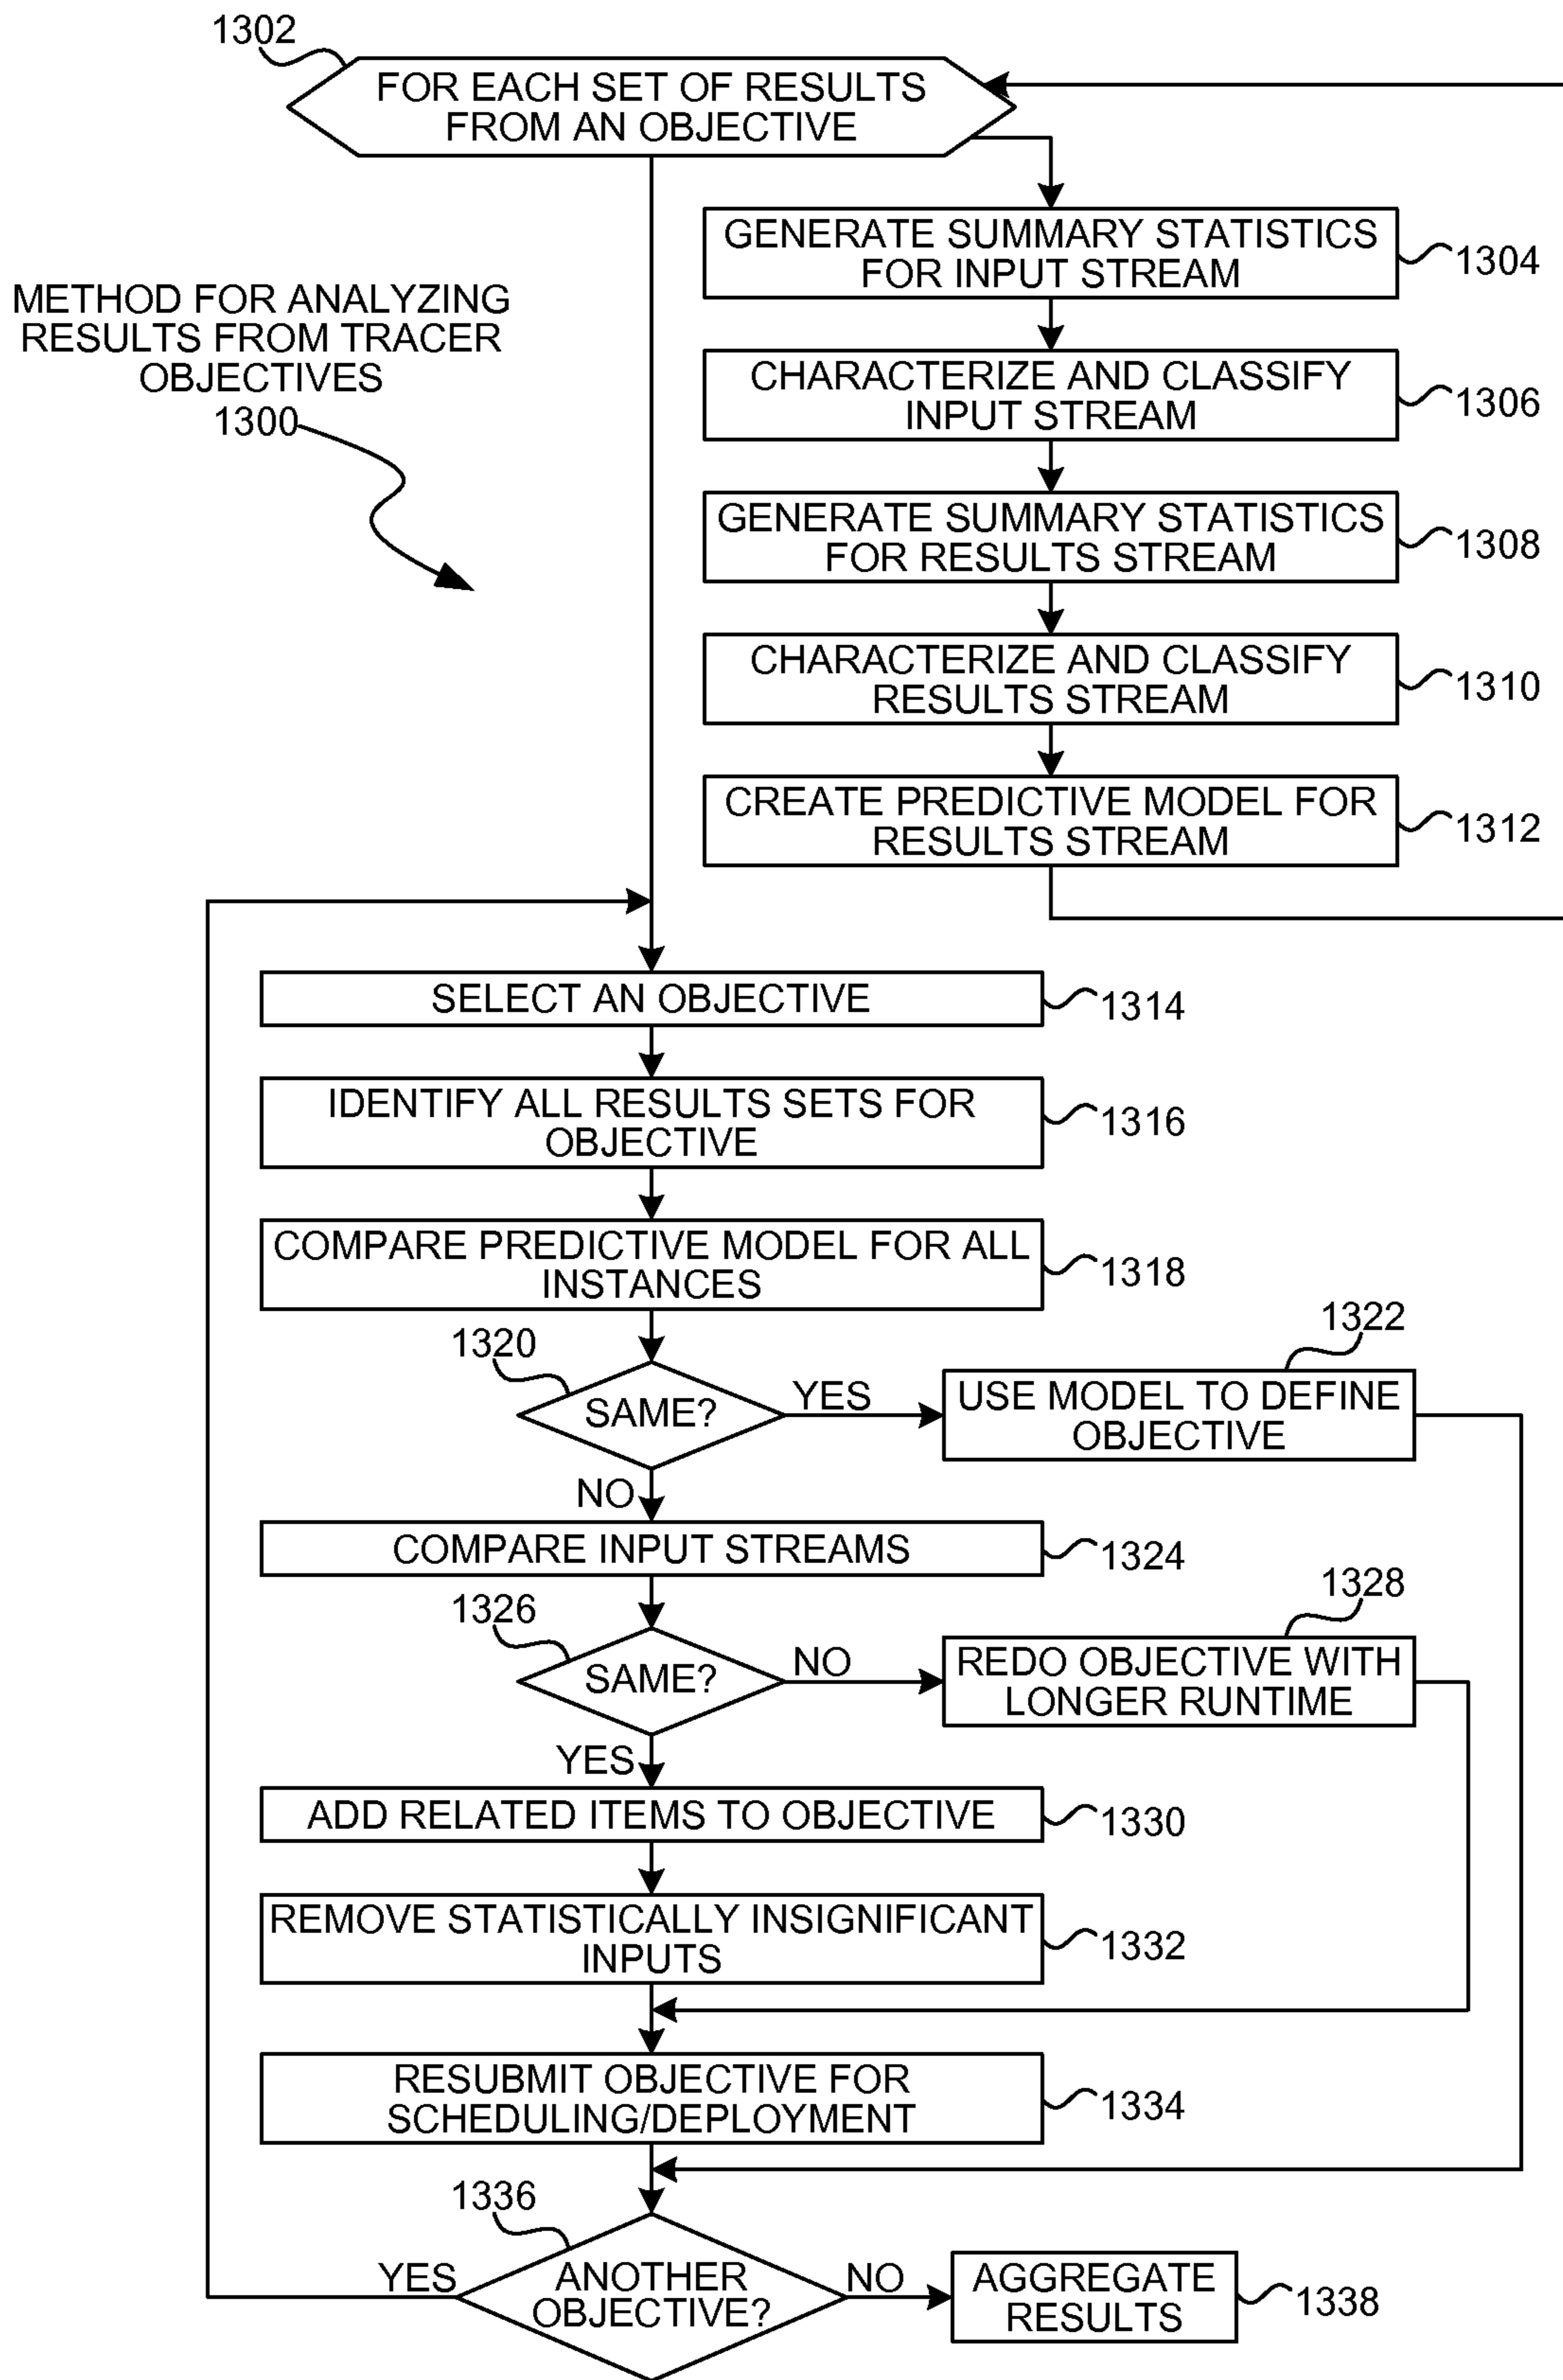 1302
FOR EACH SET OF RESULTS
FROM AN OBJECTIVE
GENERATE SUMMARY STATISTICS
FOR INPUT STREAM
1304
METHOD FOR ANALYZING
RESULTS FROM TRACER
OBJECTIVES
1300
CHARACTERIZE AND CLASSIFY
INPUT STREAM
1306
GENERATE SUMMARY STATISTICS
FOR RESULTS STREAM
1308
CHARACTERIZE AND CLASSIFY
RESULTS STREAM
1310
CREATE PREDICTIVE MODEL FOR
RESULTS STREAM
1312
SELECT AN OBJECTIVE
1314
IDENTIFY ALL RESULTS SETS FOR
OBJECTIVE
1316
COMPARE PREDICTIVE MODEL FOR ALL
INSTANCES
1318
1320
SAME?
YES
1322
USE MODEL TO DEFINE
OBJECTIVE
NO
COMPARE INPUT STREAMS
1324
1326
SAME?
NO
1328
REDO OBJECTIVE WITH
LONGER RUNTIME
YES
ADD RELATED ITEMS TO OBJECTIVE
1330
REMOVE STATISTICALLY INSIGNIFICANT
INPUTS
1332
RESUBMIT OBJECTIVE FOR
SCHEDULING/DEPLOYMENT
1334
1336
YES
ANOTHER
OBJECTIVE?
NO
AGGREGATE
RESULTS
1338